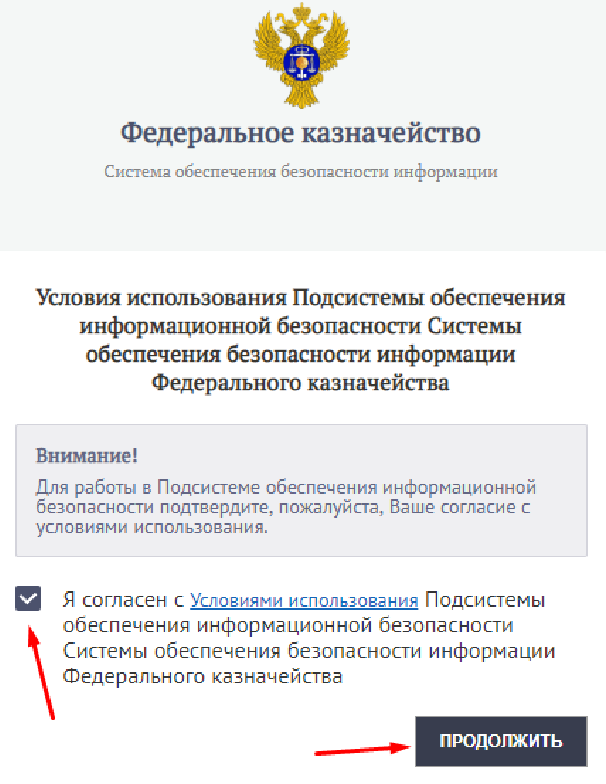 Федеральное казначейство
Система обеспечения безопасности информации
Условия использования Подсистемы обеспечения
информационной безопасности Системы
обеспечения безопасности информации
Федерального казначейства
Внимание!
Для работы в Подсистеме обеспечения информационной
безопасности подтвердите, пожалуйста, Ваше согласие с
условиями использования.
Я согласен с Условиями использования Подсистемы
обеспечения информационной безопасности
Системы обеспечения безопасности информации
Федерального казначейства
ПРОДОЛЖИТЬ